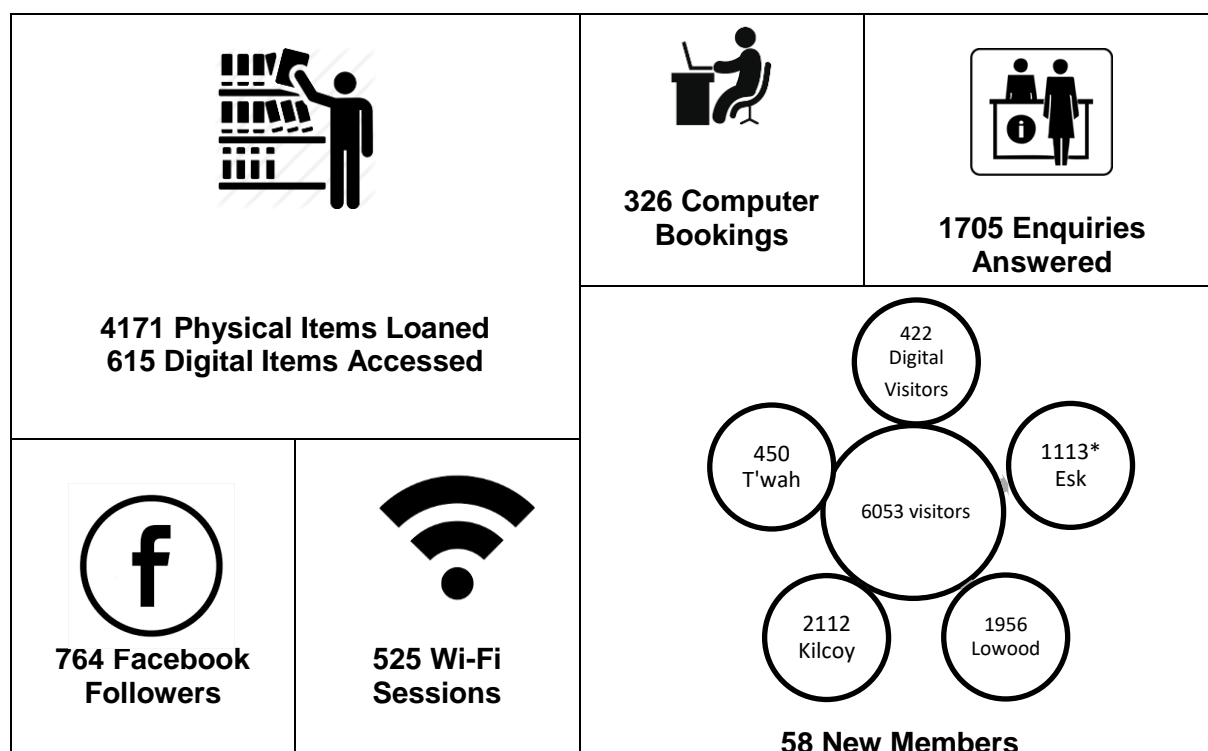 4171 Physical Items Loaned
615 Digital Items Accessed
326 Computer
Bookings
i
1705 Enquiries
Answered
f
764 Facebook
Followers
525 Wi-Fi
Sessions
422
Digital
Visitors
450
T'wah
1113*
Esk
6053 visitors
2112
Kilcoy
1956
Lowood
58 New Members